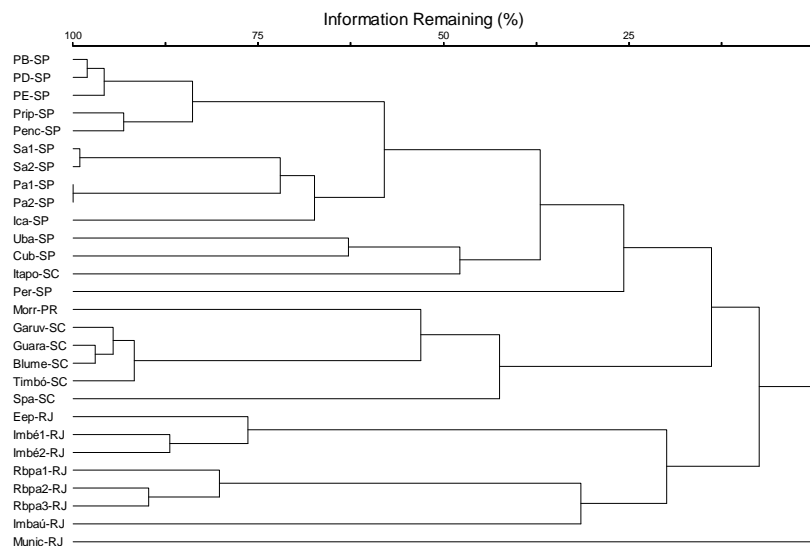 Information Remaining (%)
100 75 50 25
PB-SP
PD-SP
PE-SP
Prip-SP
Penc-SP
Sa1-SP
Sa2-SP
Pa1-SP
Pa2-SP
Ica-SP
Uba-SP
Cub-SP
Itapo-SC
Per-SP
Morr-PR
Garuv-SC
Guara-SC
Blume-SC
Timbó-SC
Spa-SC
Eep-RJ
Imbé1-RJ
Imbé2-RJ
Rbpa1-RJ
Rbpa2-RJ
Rbpa3-RJ
Imbaú-RJ
Munic-RJ